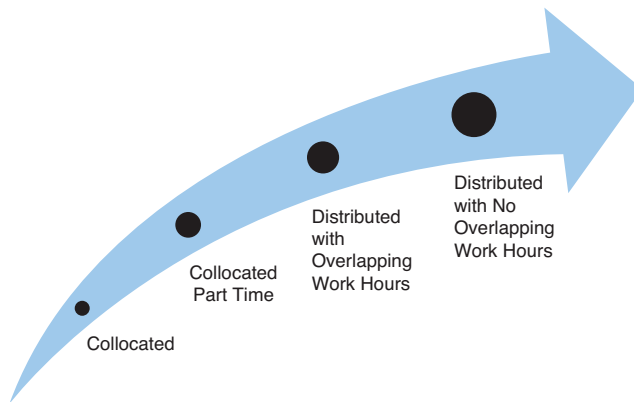 Collocated
Collocated
Part Time
Distributed
with
Overlapping
Work Hours
Distributed
with No
Overlapping
Work Hours